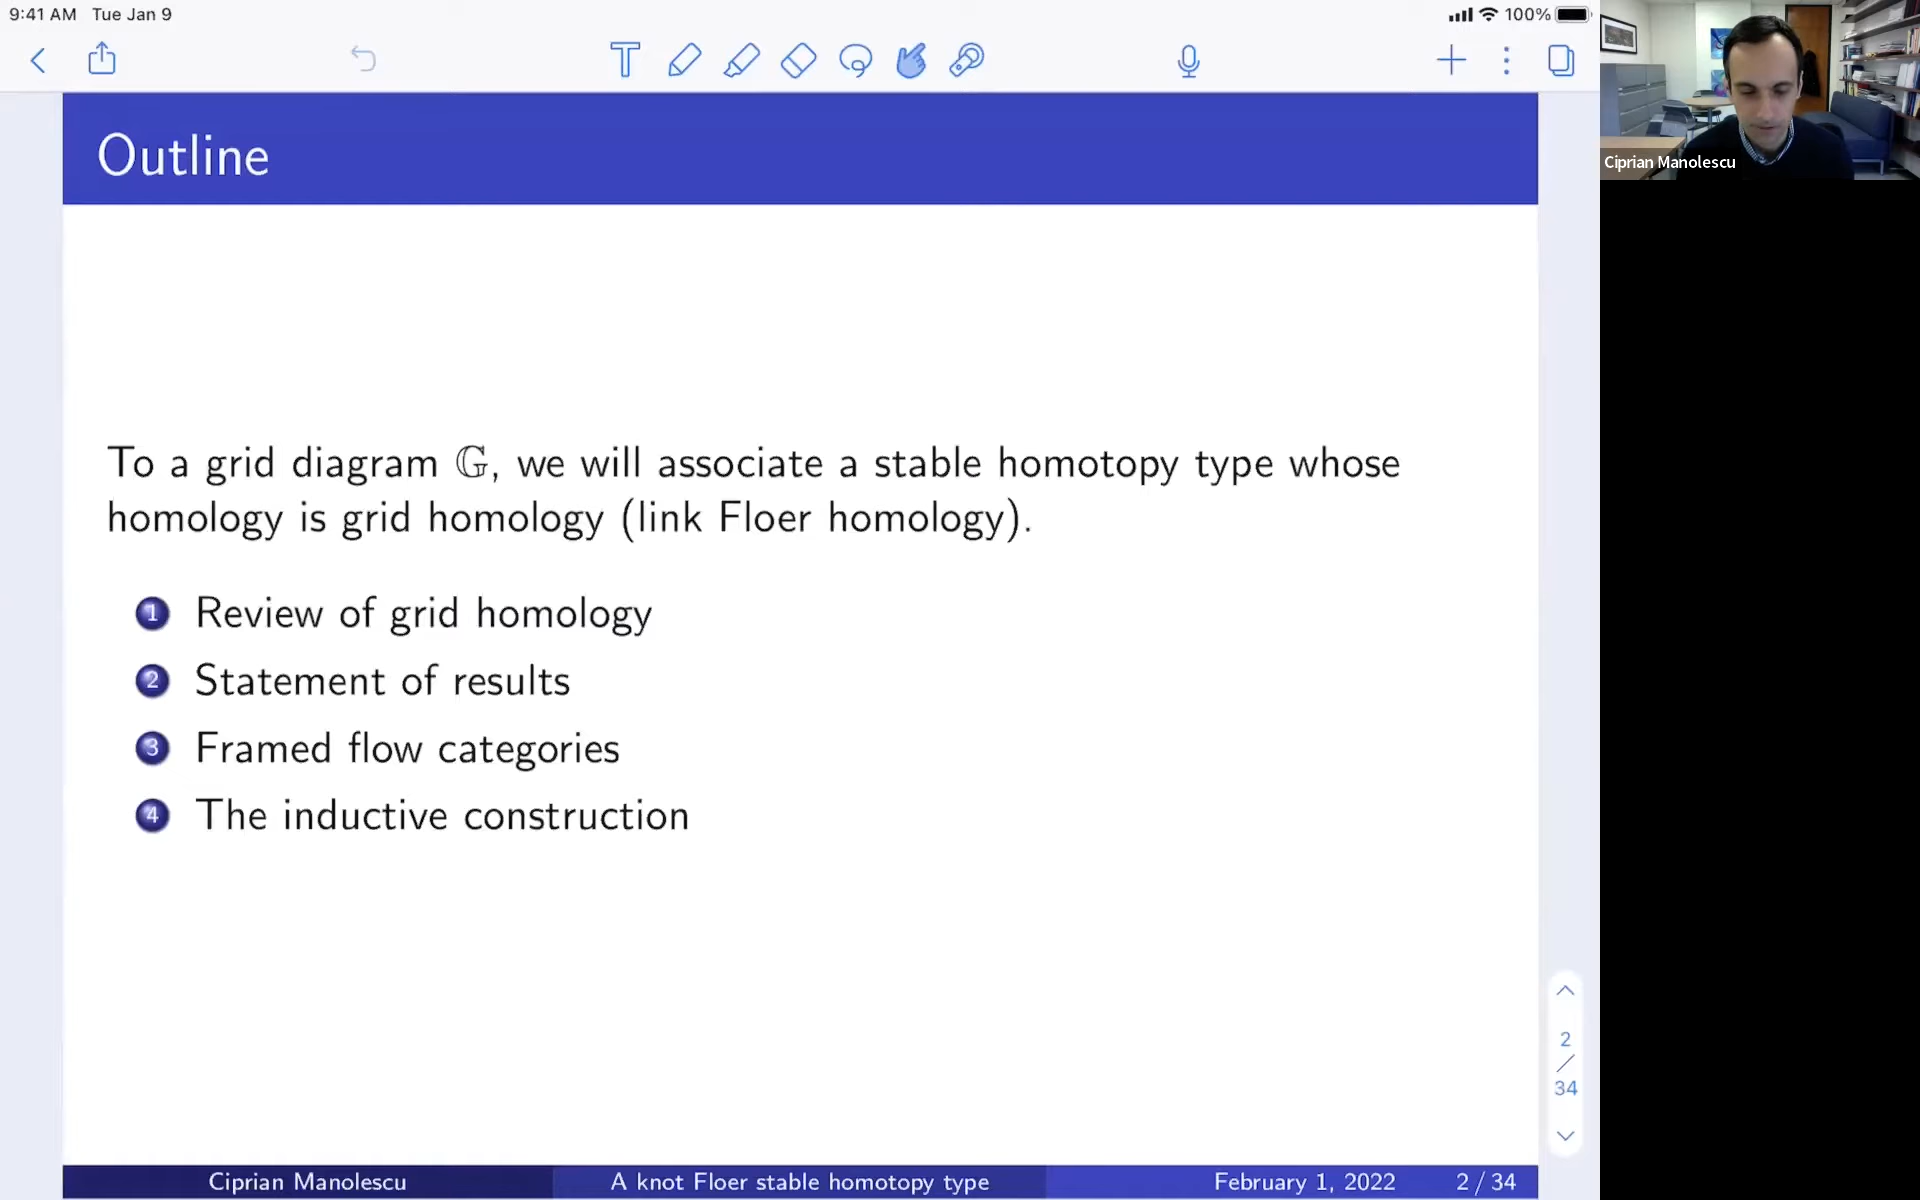 9:41 AM Tue Jan 9
100%
Ciprian Manolescu
Outline
To a grid diagram 𝔾, we will associate a stable homotopy type whose
homology is grid homology (link Floer homology).
1 Review of grid homology
2 Statement of results
3 Framed flow categories
4 The inductive construction
2
/
34
Ciprian Manolescu A knot Floer stable homotopy type February 1, 2022 2 / 34